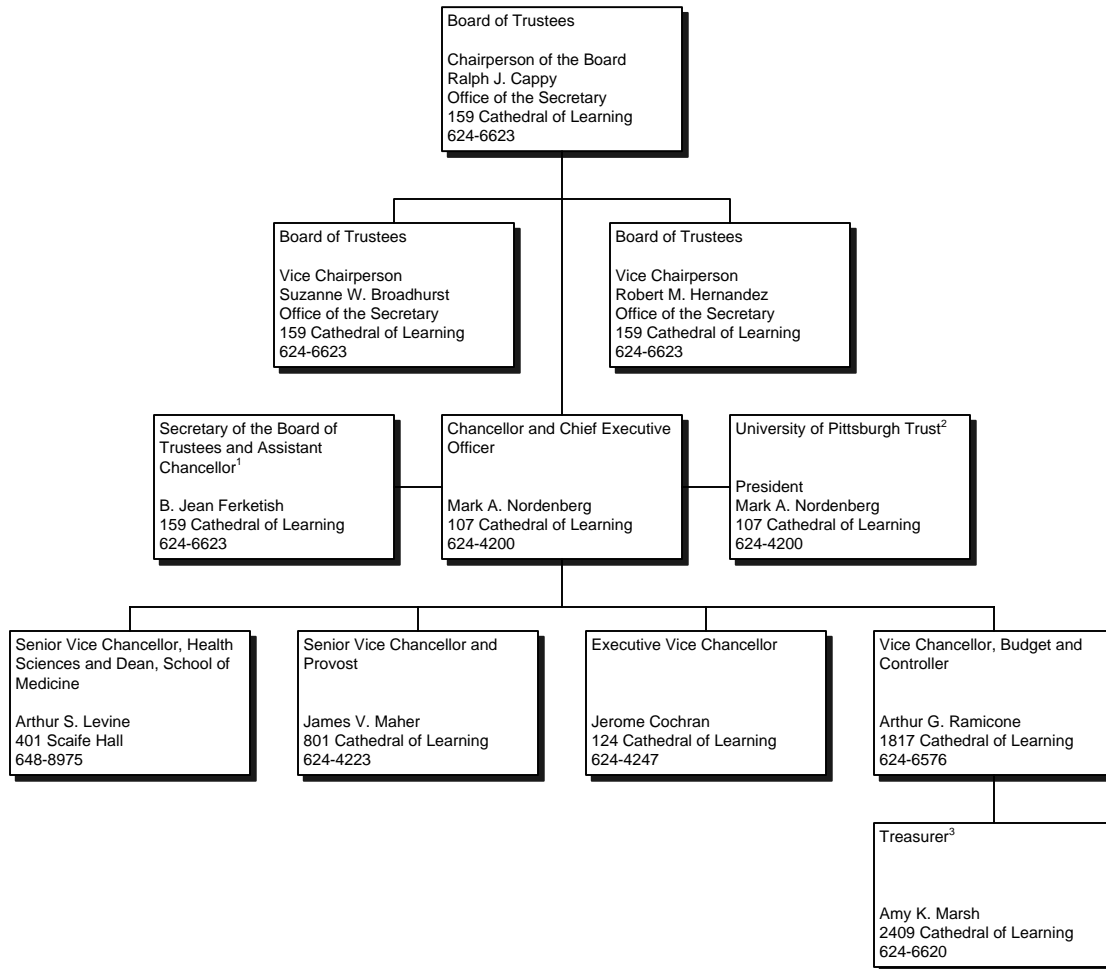 Board of Trustees
Chairperson of the Board
Ralph J. Cappy
Office of the Secretary
159 Cathedral of Learning
624-6623
Board of Trustees
Vice Chairperson
Suzanne W. Broadhurst
Office of the Secretary
159 Cathedral of Learning
624-6623
Board of Trustees
Vice Chairperson
Robert M. Hernandez
Office of the Secretary
159 Cathedral of Learning
624-6623
Secretary of the Board of
Trustees and Assistant
Chancellor¹
B. Jean Ferketish
159 Cathedral of Learning
624-6623
Chancellor and Chief Executive
Officer
Mark A. Nordenberg
107 Cathedral of Learning
624-4200
University of Pittsburgh Trust²
President
Mark A. Nordenberg
107 Cathedral of Learning
624-4200
Senior Vice Chancellor, Health
Sciences and Dean, School of
Medicine
Arthur S. Levine
401 Scaife Hall
648-8975
Senior Vice Chancellor and
Provost
James V. Maher
801 Cathedral of Learning
624-4223
Executive Vice Chancellor
Jerome Cochran
124 Cathedral of Learning
624-4247
Vice Chancellor, Budget and
Controller
Arthur G. Ramicone
1817 Cathedral of Learning
624-6576
Treasurer³
Amy K. Marsh
2409 Cathedral of Learning
624-6620